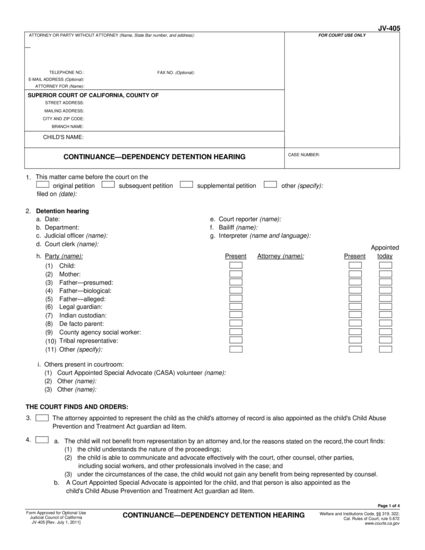 JV-405
ATTORNEY OR PARTY WITHOUT ATTORNEY (Name, State Bar number, and address):
FOR COURT USE ONLY
TELEPHONE NO.: FAX NO. (Optional):
E-MAIL ADDRESS (Optional):
ATTORNEY FOR (Name):
SUPERIOR COURT OF CALIFORNIA, COUNTY OF
STREET ADDRESS:
MAILING ADDRESS:
CITY AND ZIP CODE:
BRANCH NAME:
CHILD'S NAME:
CONTINUANCE—DEPENDENCY DETENTION HEARING
CASE NUMBER:
1. This matter came before the court on the
original petition subsequent petition supplemental petition other (specify):
filed on (date):
2. Detention hearing
a. Date: e. Court reporter (name):
b. Department: f. Bailiff (name):
c. Judicial officer (name): g. Interpreter (name and language):
d. Court clerk (name):
Appointed
h. Party (name): Present Attorney (name): Present today
(1) Child:
(2) Mother:
(3) Father—presumed:
(4) Father—biological:
(5) Father—alleged:
(6) Legal guardian:
(7) Indian custodian:
(8) De facto parent:
(9) County agency social worker:
(10) Tribal representative:
(11) Other (specify):
i. Others present in courtroom:
(1) Court Appointed Special Advocate (CASA) volunteer (name):
(2) Other (name):
(3) Other (name):
THE COURT FINDS AND ORDERS:
3. The attorney appointed to represent the child as the child's attorney of record is also appointed as the child's Child Abuse
Prevention and Treatment Act guardian ad litem.
4. a. The child will not benefit from representation by an attorney and, for the reasons stated on the record, the court finds:
(1) the child understands the nature of the proceedings;
(2) the child is able to communicate and advocate effectively with the court, other counsel, other parties,
including social workers, and other professionals involved in the case; and
(3) under the circumstances of the case, the child would not gain any benefit from being represented by counsel.
b. A Court Appointed Special Advocate is appointed for the child, and that person is also appointed as the
child's Child Abuse Prevention and Treatment Act guardian ad litem.
Page 1 of 4
Form Approved for Optional Use
Judicial Council of California
JV-405 [Rev. July 1, 2011]
CONTINUANCE—DEPENDENCY DETENTION HEARING
Welfare and Institutions Code, §§ 319, 322;
Cal. Rules of Court, rule 5.672
www.courts.ca.gov